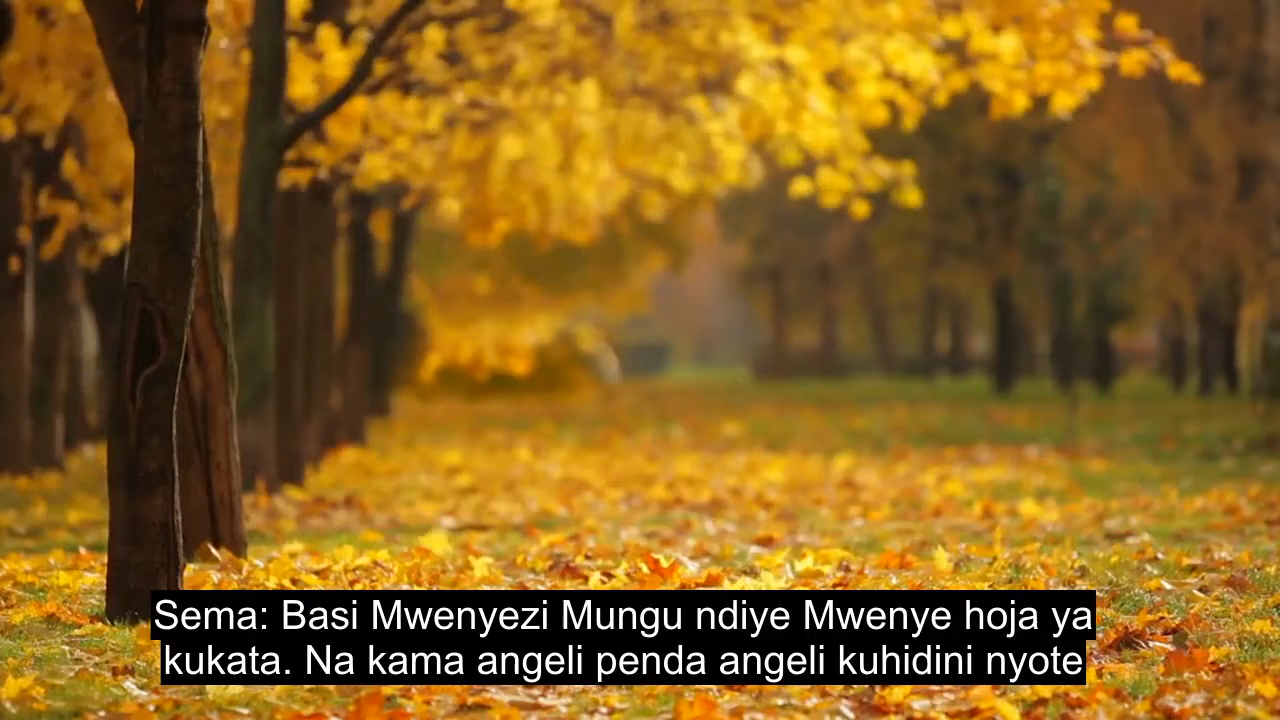 Sema: Basi Mwenyezi Mungu ndiye Mwenye hoja ya
kukata. Na kama angeli penda angeli kuhidini nyote